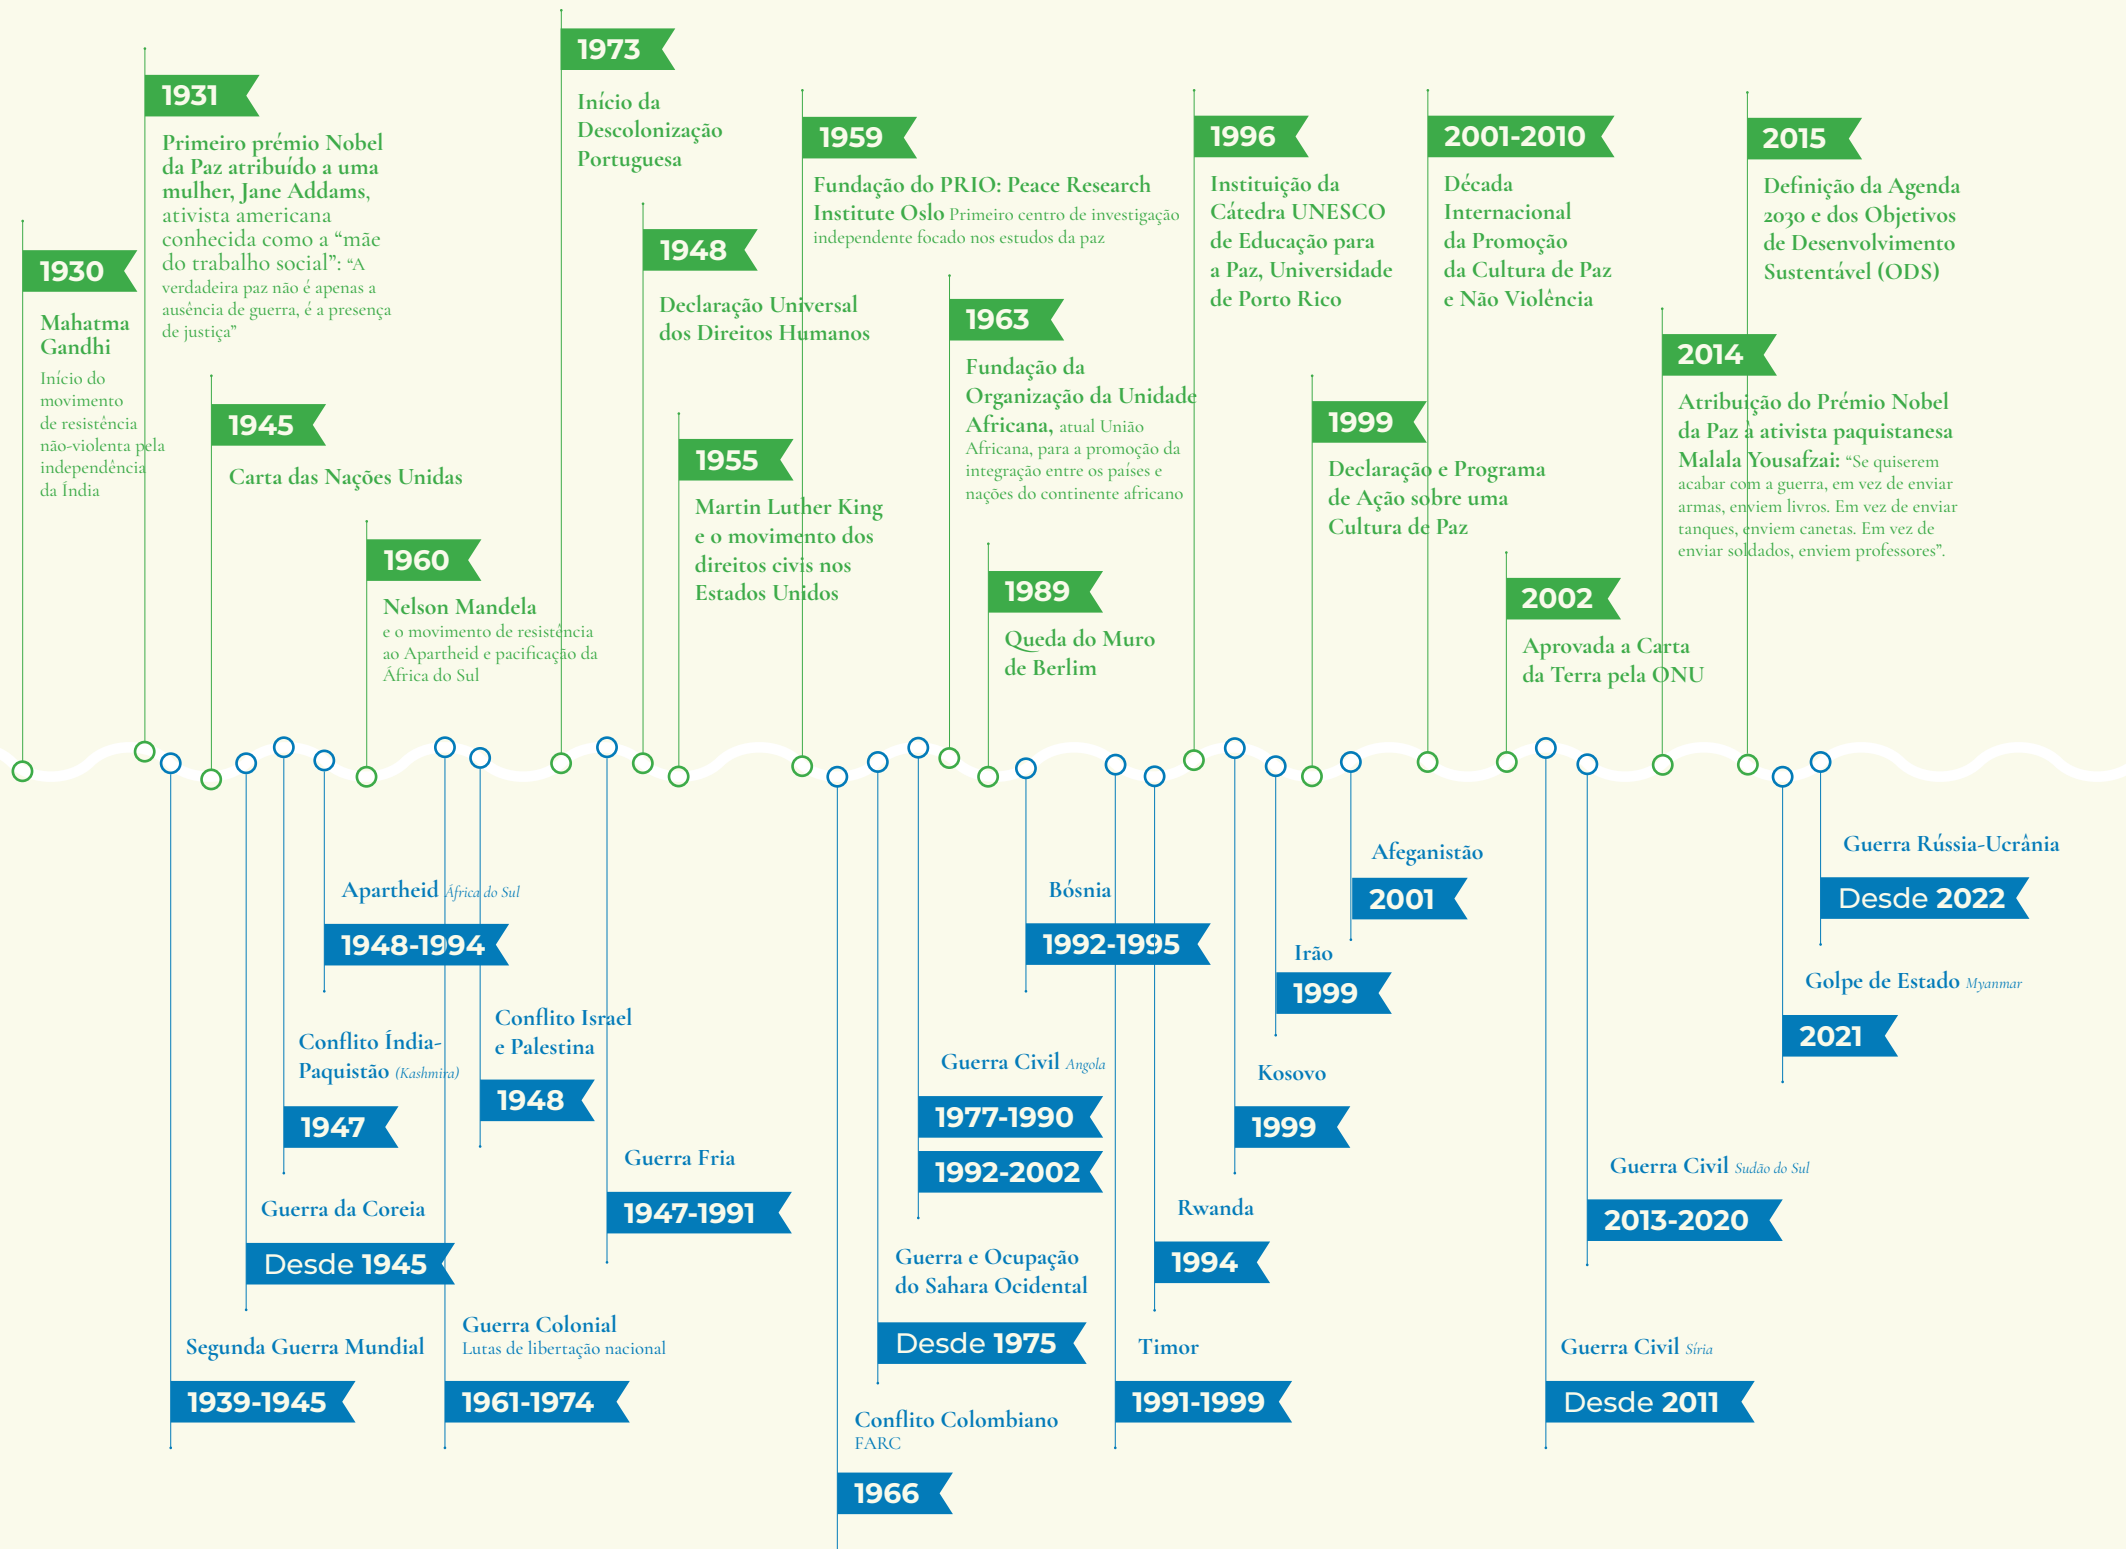 1930
Mahatma
Gandhi
Início do
movimento
de resistência
não-violenta pela
independência
da Índia
1931
Primeiro prémio Nobel
da Paz atribuído a uma
mulher, Jane Addams,
ativista americana
conhecida como a “mãe
do trabalho social”: “A
verdadeira paz não é apenas a
ausência de guerra, é a presença
de justiça”
1945
Carta das Nações Unidas
1960
Nelson Mandela
e o movimento de resistência
ao Apartheid e pacificação da
África do Sul
1973
Início da
Descolonização
Portuguesa
1948
Declaração Universal
dos Direitos Humanos
1955
Martin Luther King
e o movimento dos
direitos civis nos
Estados Unidos
1959
Fundação do PRIO: Peace Research
Institute Oslo Primeiro centro de investigação
independente focado nos estudos da paz
1963
Fundação da
Organização da Unidade
Africana, atual União
Africana, para a promoção da
integração entre os países e
nações do continente africano
1989
Queda do Muro
de Berlim
1996
Instituição da
Cátedra UNESCO
de Educação para
a Paz, Universidade
de Porto Rico
1999
Declaração e Programa
de Ação sobre uma
Cultura de Paz
2001-2010
Década
Internacional
da Promoção
da Cultura de Paz
e Não Violência
2002
Aprovada a Carta
da Terra pela ONU
2014
Atribuição do Prémio Nobel
da Paz à ativista paquistanesa
Malala Yousafzai: “Se quiserem
acabar com a guerra, em vez de enviar
armas, enviem livros. Em vez de enviar
tanques, enviem canetas. Em vez de
enviar soldados, enviem professores”.
2015
Definição da Agenda
2030 e dos Objetivos
de Desenvolvimento
Sustentável (ODS)
Segunda Guerra Mundial
1939-1945
Guerra da Coreia
Desde 1945
Conflito Índia-
Paquistão (Kashmira)
1947
Apartheid África do Sul
1948-1994
Guerra Colonial
Lutas de libertação nacional
1961-1974
Conflito Israel
e Palestina
1948
Guerra Fria
1947-1991
Conflito Colombiano
FARC
1966
Guerra e Ocupação
do Sahara Ocidental
Desde 1975
Guerra Civil Angola
1977-1990
1992-2002
Bósnia
1992-1995
Timor
1991-1999
Rwanda
1994
Kosovo
1999
Irão
1999
Afeganistão
2001
Guerra Civil Síria
Desde 2011
Guerra Civil Sudão do Sul
2013-2020
Golpe de Estado Myanmar
2021
Guerra Rússia-Ucrânia
Desde 2022